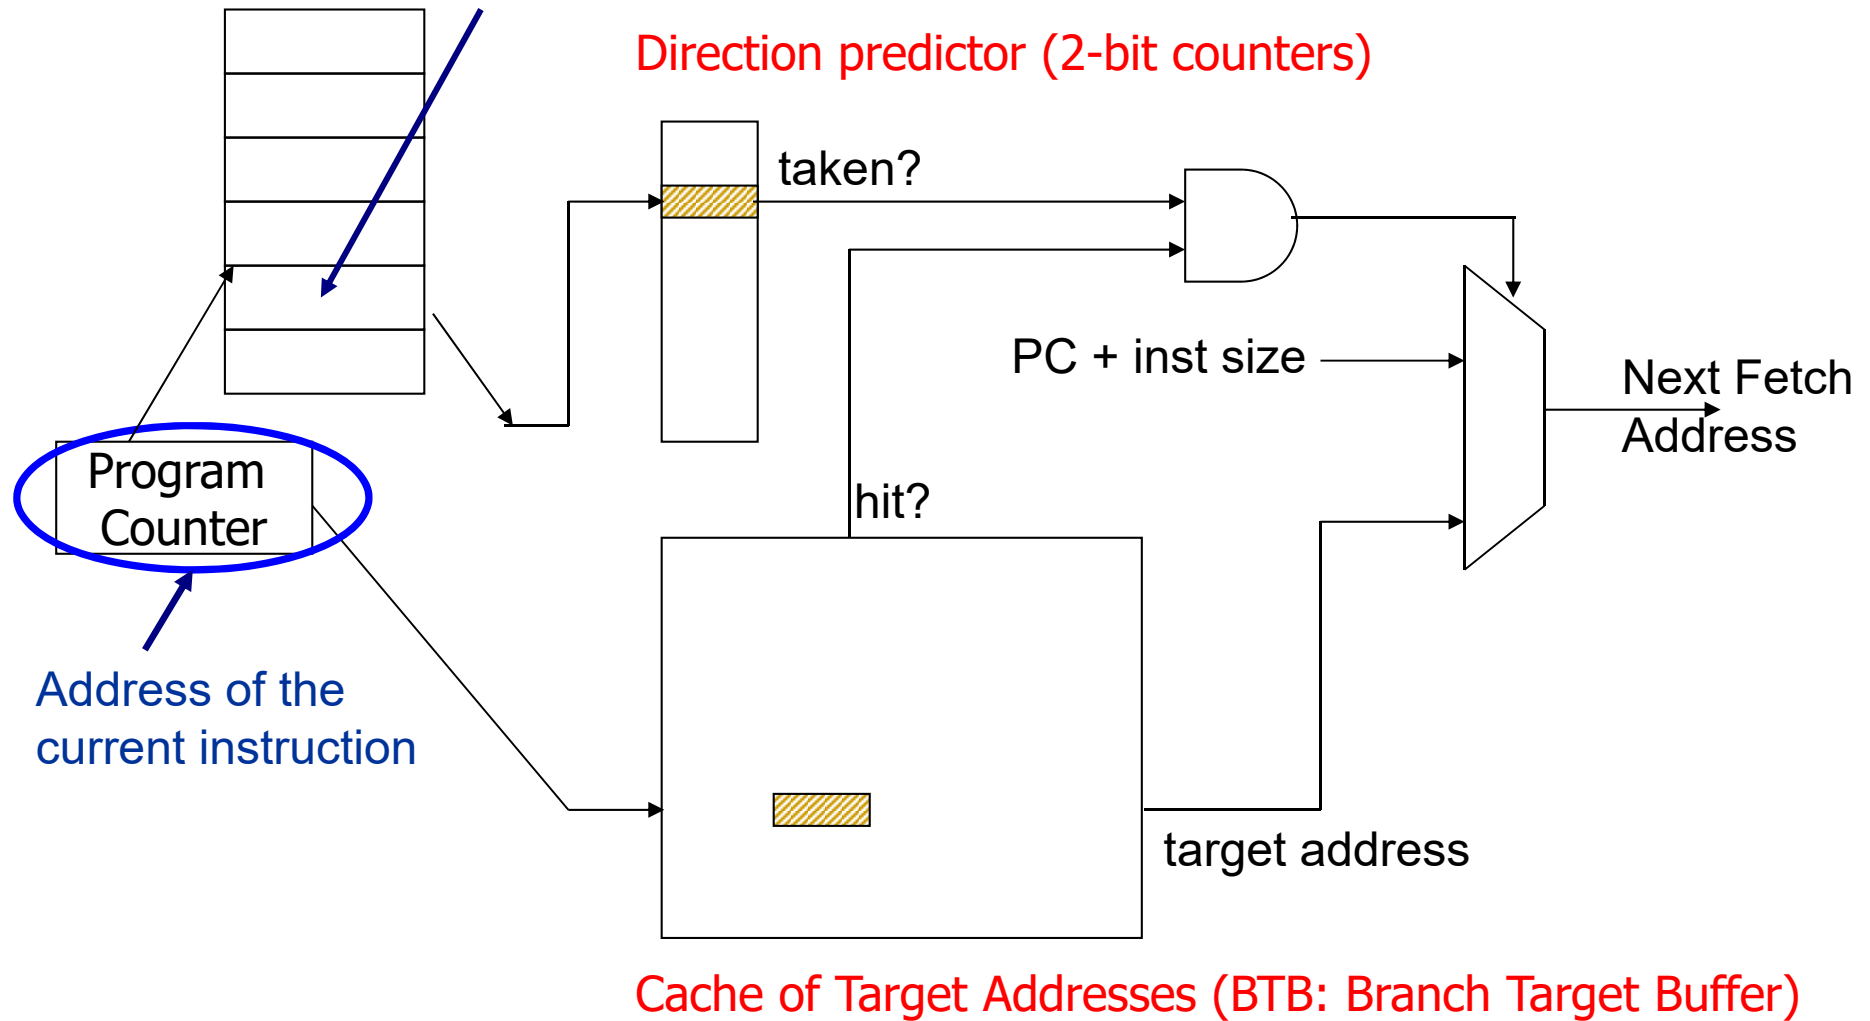 Direction predictor (2-bit counters)
taken?
PC + inst size
Next Fetch
Address
Program
Counter
hit?
Address of the
current instruction
target address
Cache of Target Addresses (BTB: Branch Target Buffer)